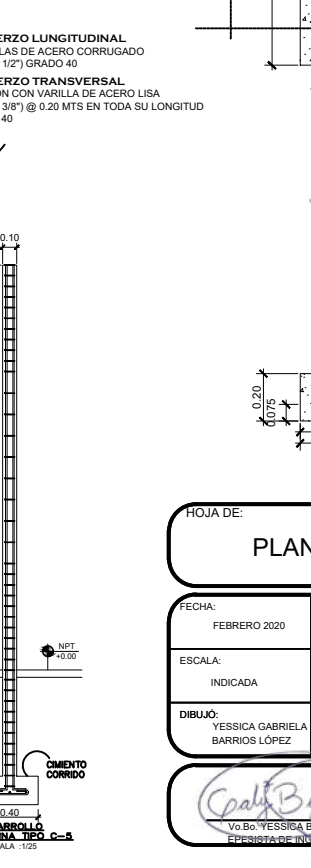 ERZO LUNGITUDINAL
LAS DE ACERO CORRUGADO
1/2") GRADO 40
ERZO TRANSVERSAL
ON CON VARILLA DE ACERO LISA
3/8") @ 0.20 MTS EN TODA SU LONGITUD
40
0.10
0.20
0.075
NPT
+0.00
CIMIENTO
CORRIDO
0.40
ARROLLO
NA TIPO C-5
ALA :1/25
HOJA DE:
PLAN
FECHA:
FEBRERO 2020
ESCALA:
INDICADA
DIBUJÓ:
YESSICA GABRIELA
BARRIOS LÓPEZ
Vo.Bo. YESSICA B
EPESISTA DE ING